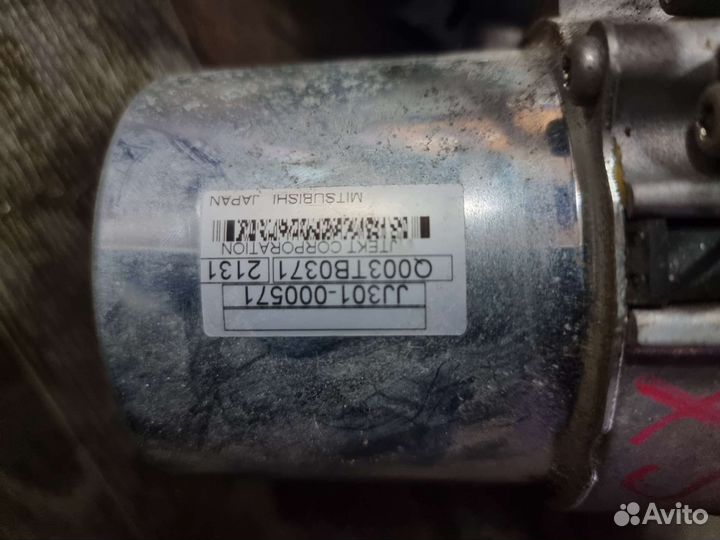 JJ301-000571
Q003TB0371 2131
JTEKT CORPORATION
MITSUBISHI JAPAN
Avito